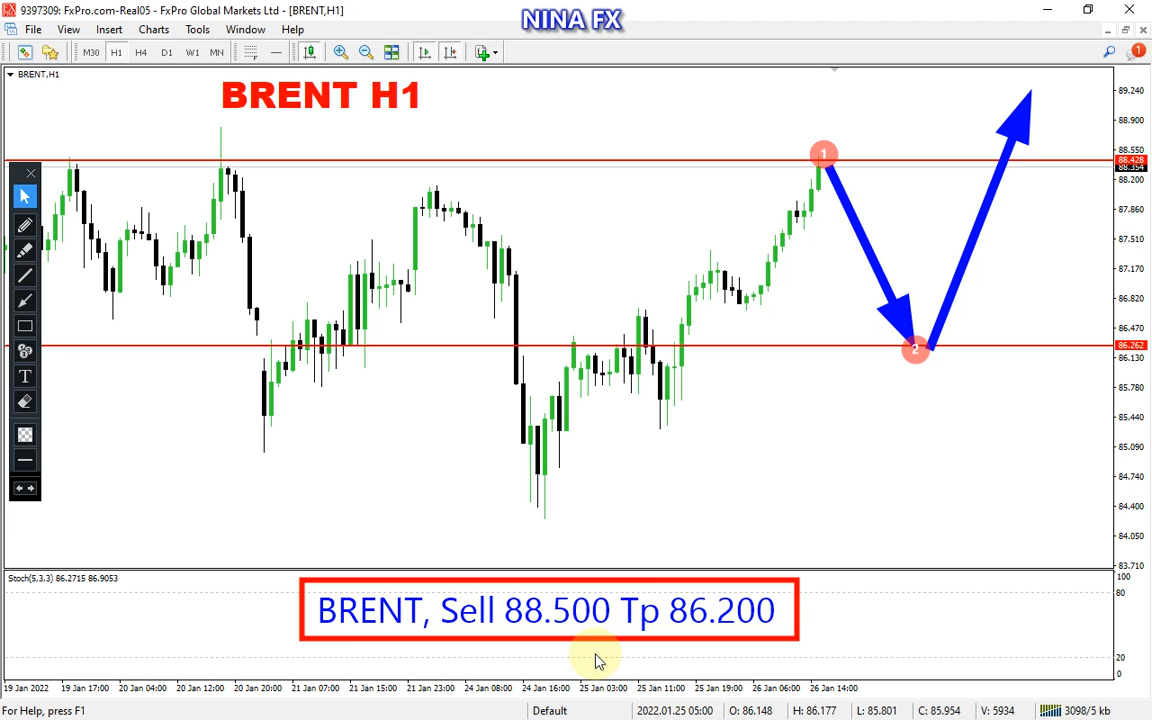 9397309: FxPro.com-Real05 - FxPro Global Markets Ltd - [BRENT,H1]
NINA FX
File View Insert Charts Tools Window Help
M30 H1 H4 D1 W1 MN
1
BRENT,H1
BRENT H1
89.240
88.900
88.550
88.428
88.354
88.200
87.860
87.510
87.170
86.820
86.470
86.262
86.130
85.780
85.440
85.090
84.740
84.400
84.050
83.710
1
2
T
Stoch(5,3,3) 86.2715 86.9053
100
80
20
0
BRENT, Sell 88.500 Tp 86.200
19 Jan 2022 19 Jan 17:00 20 Jan 04:00 20 Jan 12:00 20 Jan 20:00 21 Jan 07:00 21 Jan 15:00 21 Jan 23:00 24 Jan 08:00 24 Jan 16:00 25 Jan 03:00 25 Jan 11:00 25 Jan 19:00 26 Jan 06:00 26 Jan 14:00
For Help, press F1 Default 2022.01.25 05:00 O: 86.148 H: 86.177 L: 85.801 C: 85.954 V: 5934 3098/5 kb